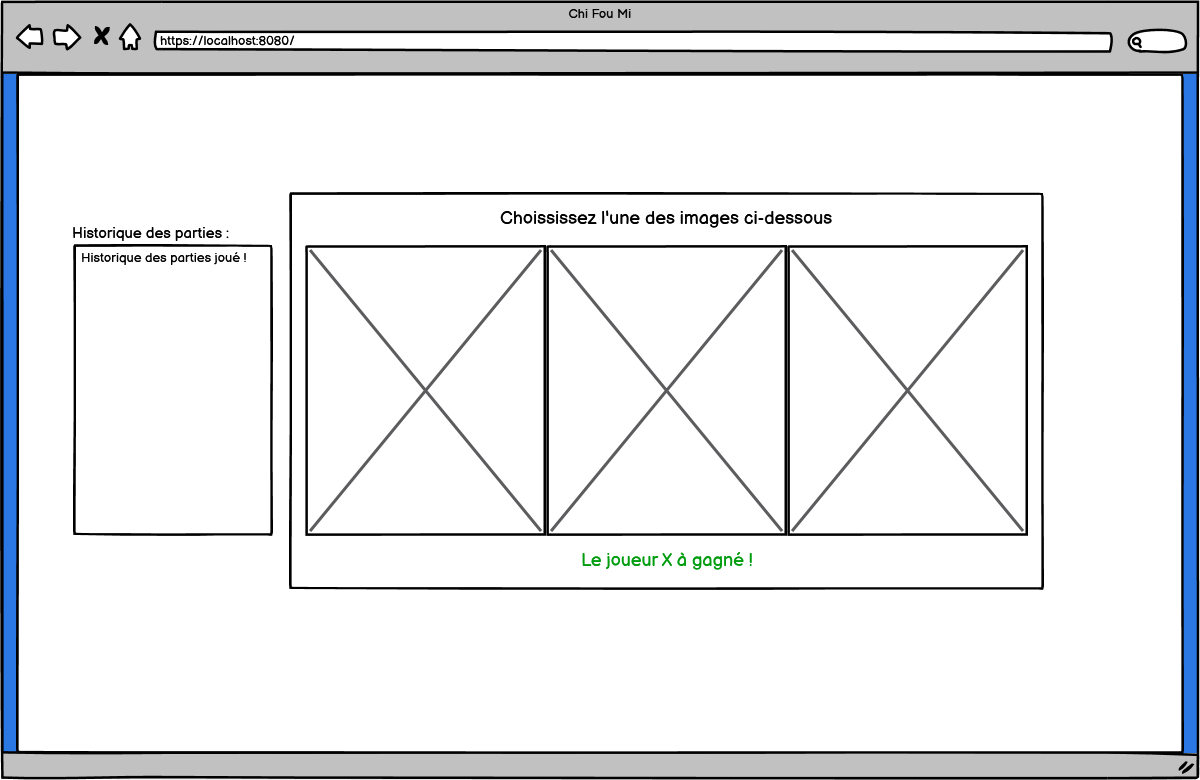 Chi Fou Mi
https://localhost:8080/
Choississez l'une des images ci-dessous
Historique des parties :
Historique des parties joué !
Le joueur X à gagné !